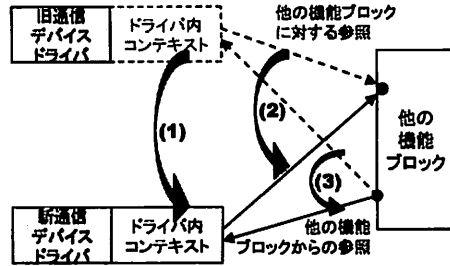 旧通信
デバイス
ドライバ
ドライバ内
コンテキスト
他の機能ブロック
に対する参照
(1)
(2)
(3)
他の
機能
ブロック
新通信
デバイス
ドライバ
ドライバ内
コンテキスト
他の機能
ブロックからの参照